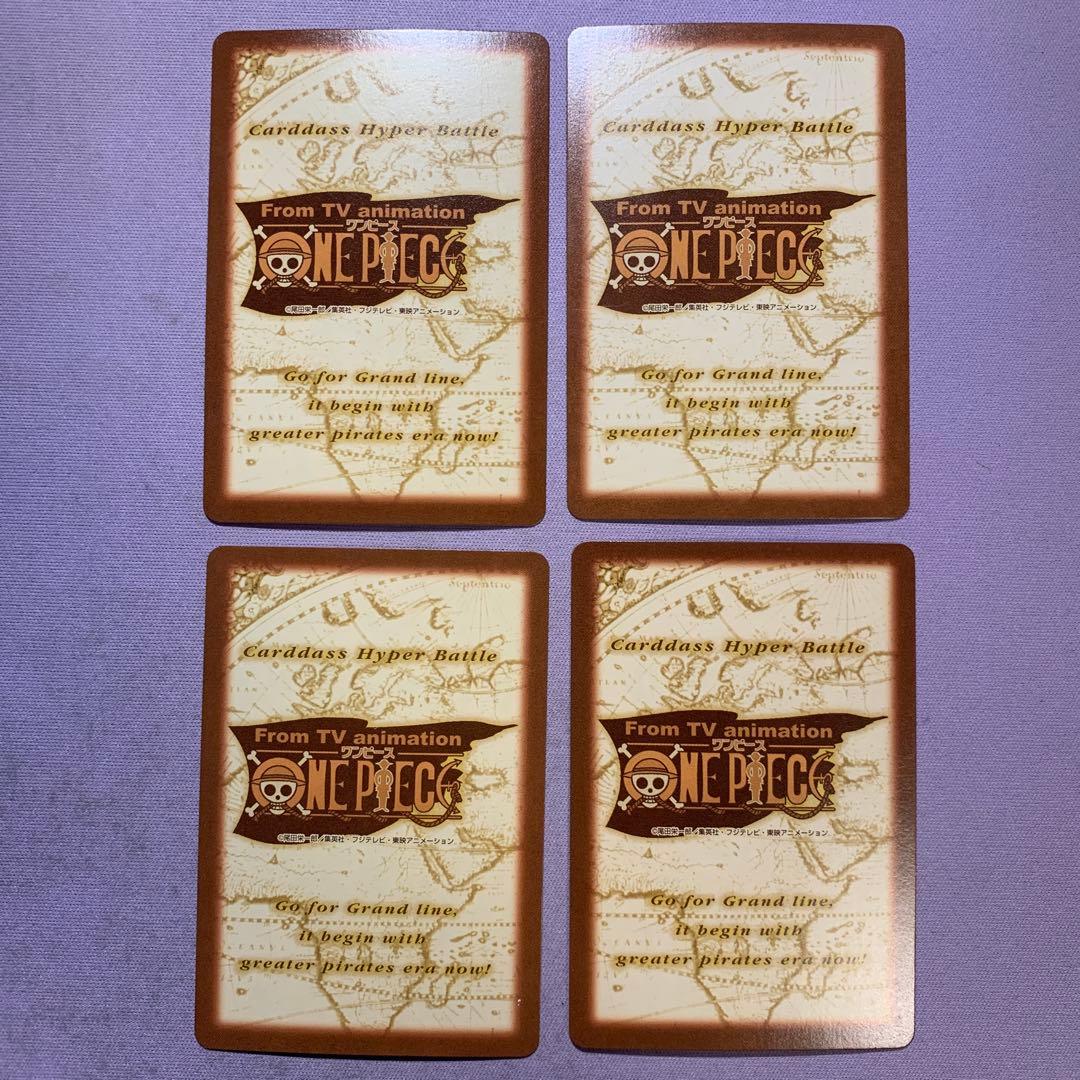 Carddass Hyper Battle
From TV animation
ワンピース
ONE PIECE
©尾田栄一郎/集英社・フジテレビ・東映アニメーション
Go for Grand line,
it begin with
greater pirates era now!
Septentrio
Carddass Hyper Battle
From TV animation
ワンピース
ONE PIECE
©尾田栄一郎/集英社・フジテレビ・東映アニメーション
Go for Grand line,
it begin with
greater pirates era now!
Septentrio
Carddass Hyper Battle
From TV animation
ワンピース
ONE PIECE
©尾田栄一郎/集英社・フジテレビ・東映アニメーション
Go for Grand line,
it begin with
greater pirates era now!
Septentrio
Carddass Hyper Battle
From TV animation
ワンピース
ONE PIECE
©尾田栄一郎/集英社・フジテレビ・東映アニメーション
Go for Grand line,
it begin with
greater pirates era now!